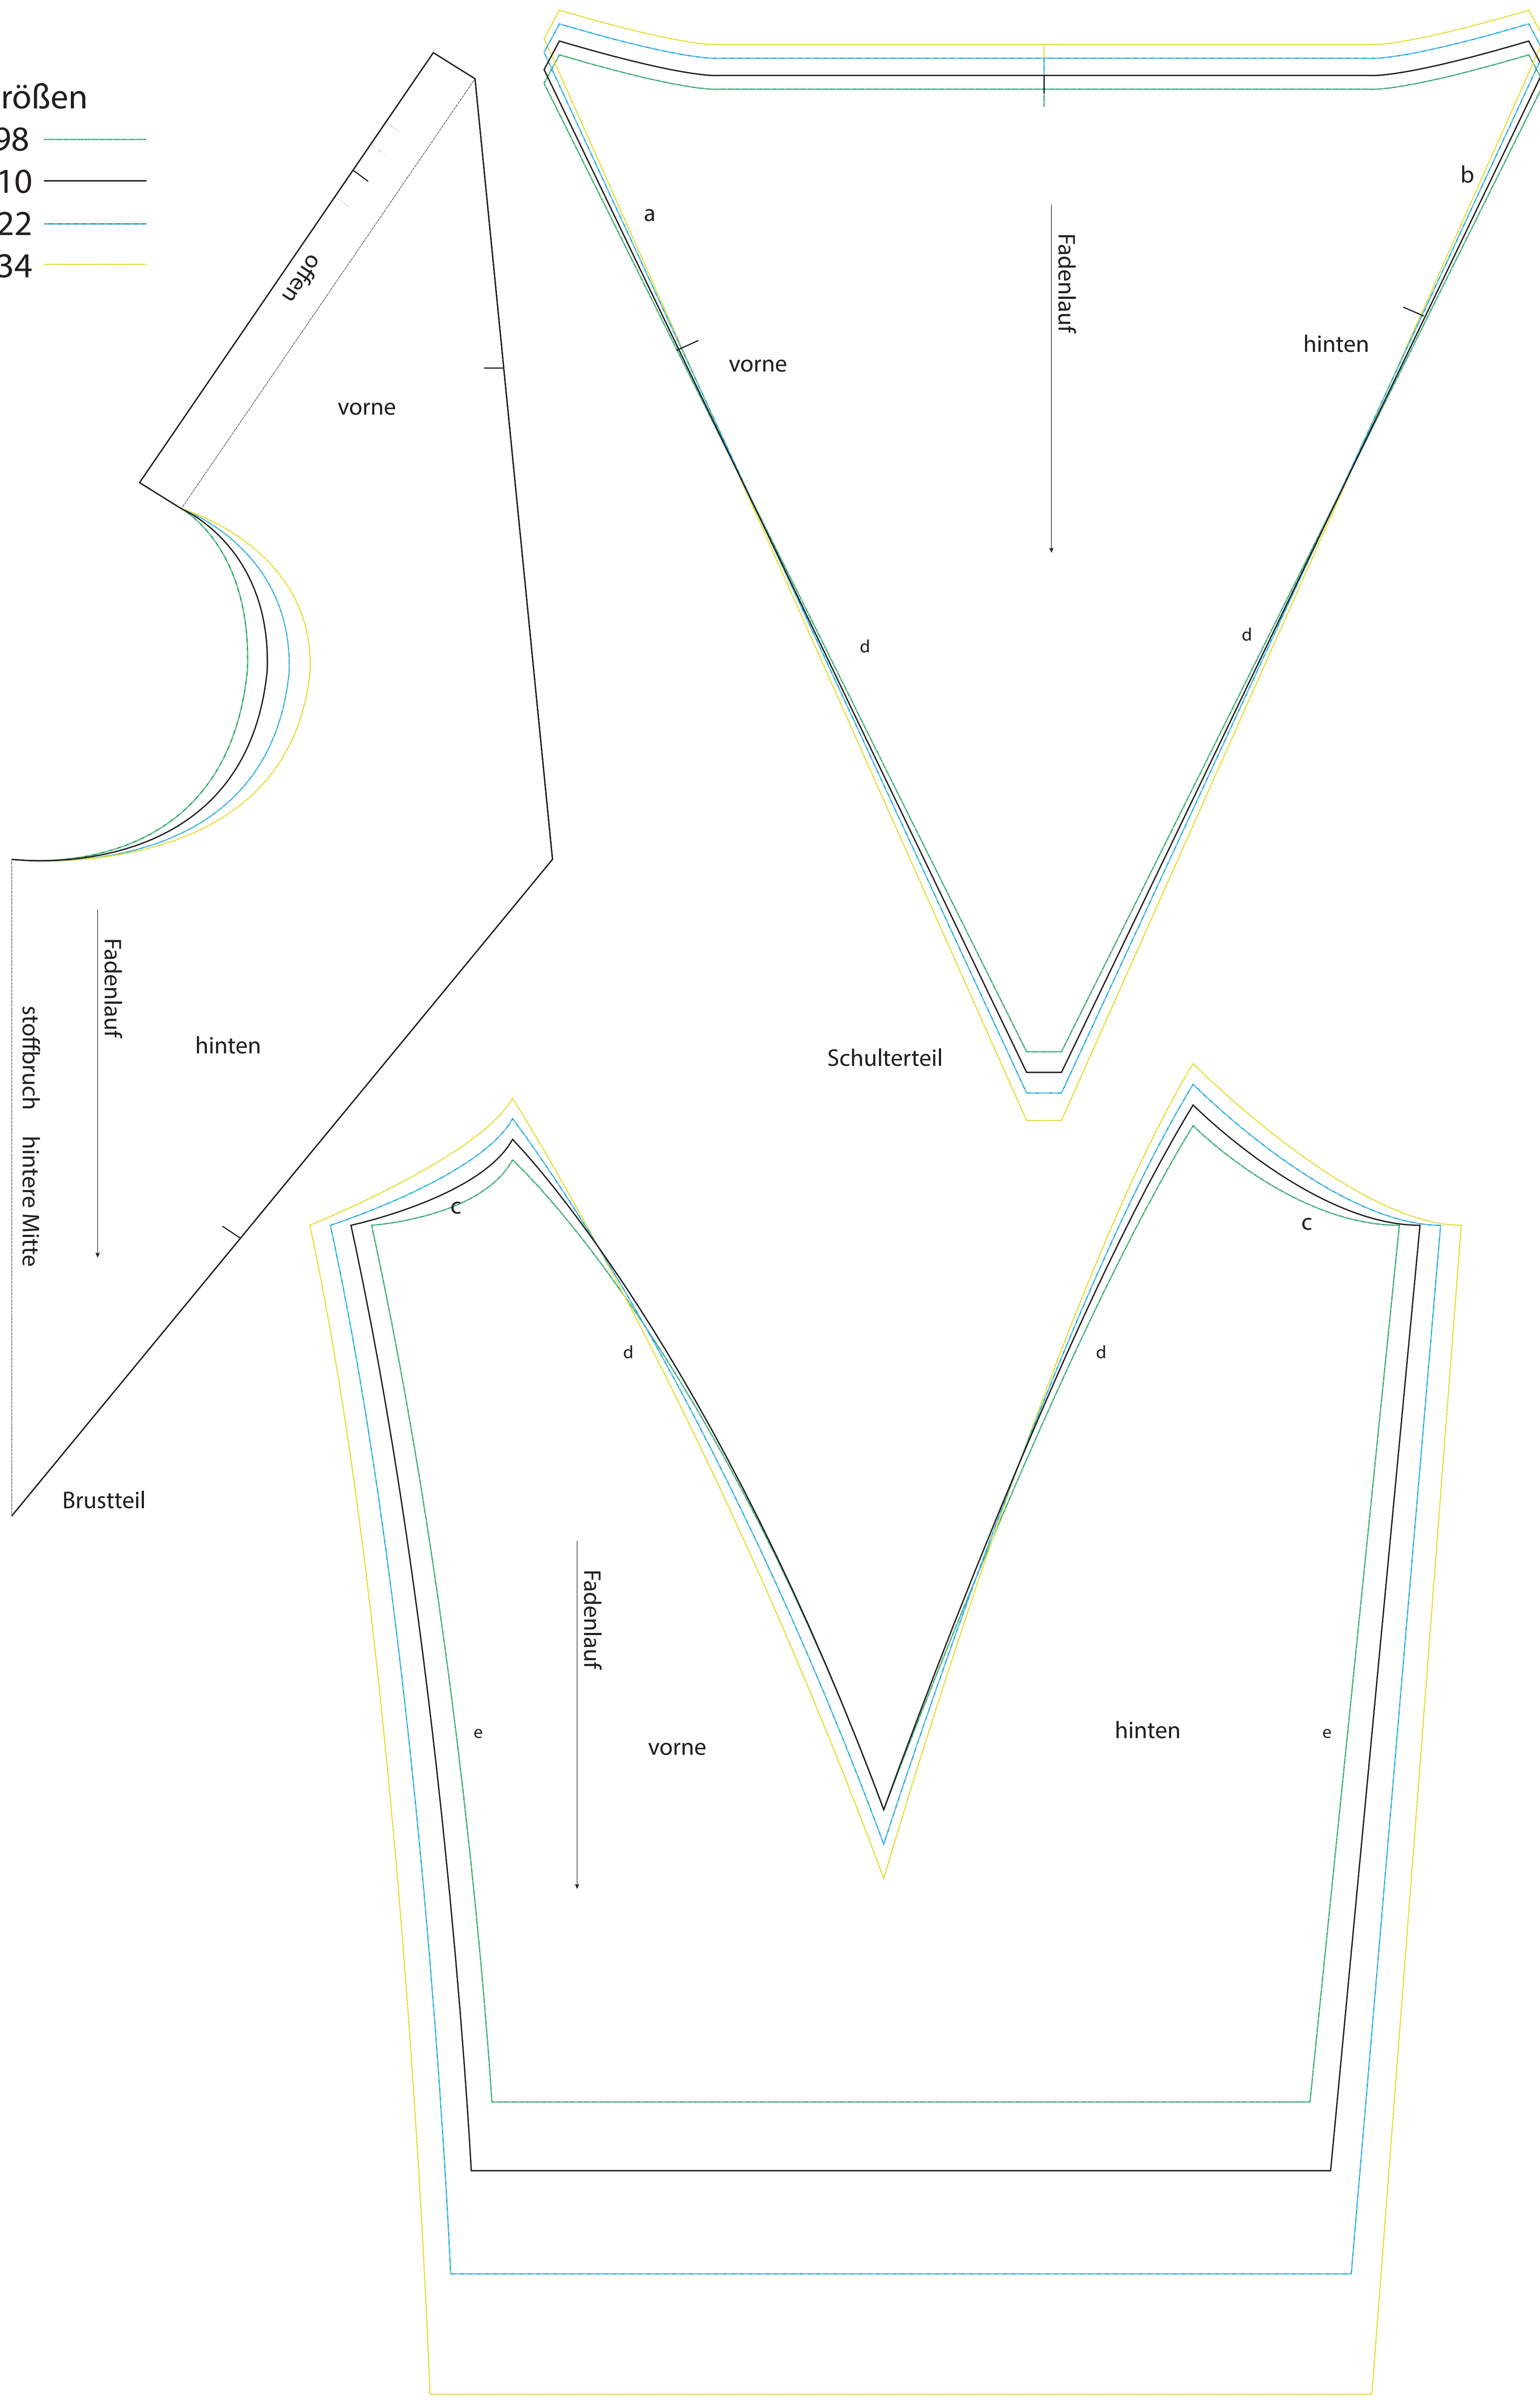 rößen
98
10
22
34
offen
vorne
Fadenlauf
stoffbruch hintere Mitte
hinten
Brustteil
a
b
Fadenlauf
vorne
hinten
d
d
Schulterteil
c
c
d
d
Fadenlauf
e
vorne
hinten
e